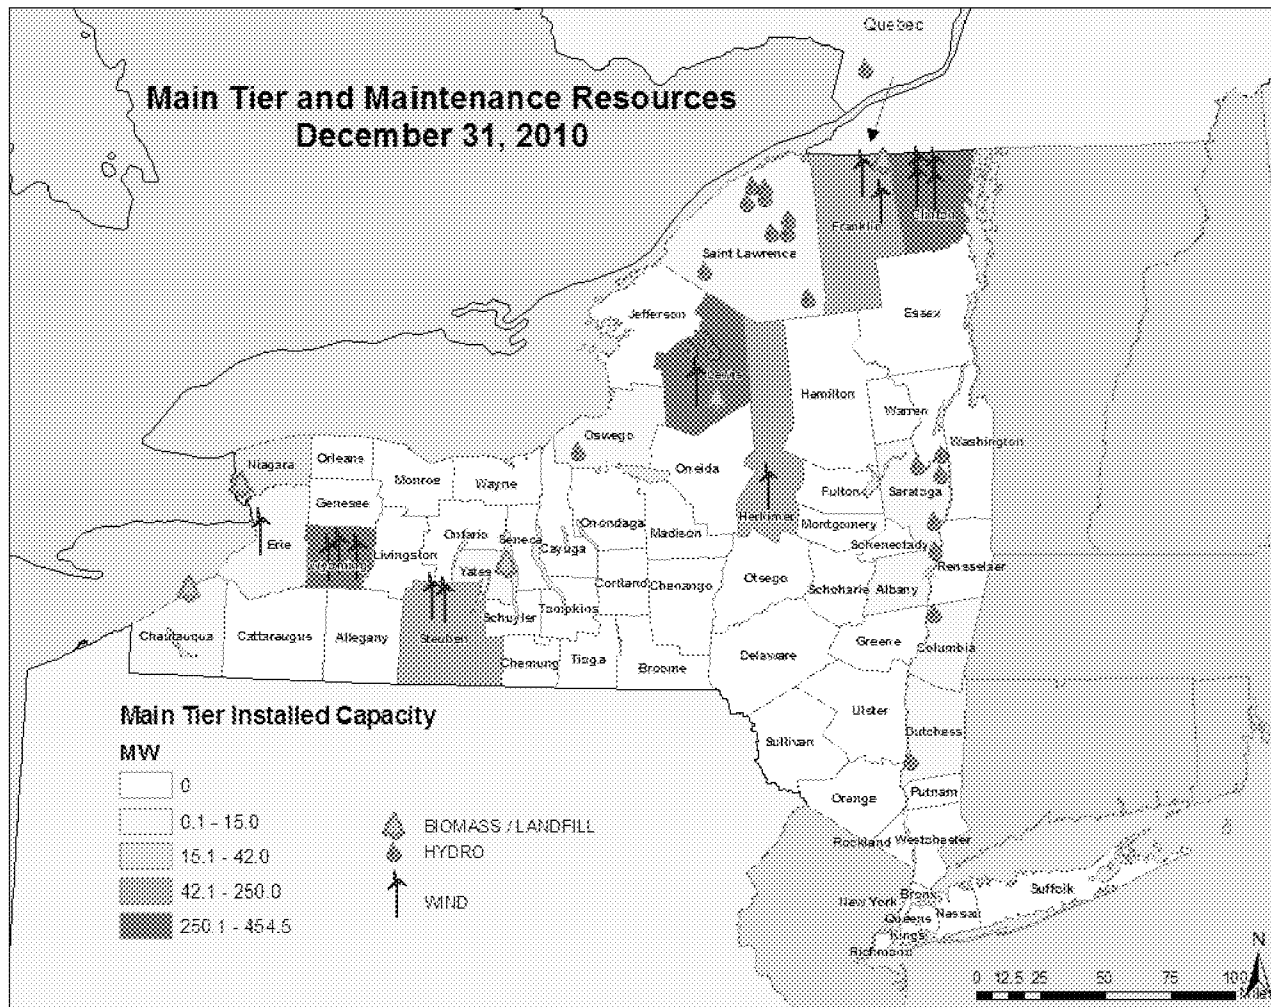 Quebec
Main Tier and Maintenance Resources
December 31, 2010
Franklin
Clinton
Saint Lawrence
Jefferson
Essex
Lewis
Hamilton
Warren
Oswego
Washington
Niagara
Orleans
Oneida
Monroe
Wayne
Fulton
Saratoga
Genesee
Herkimer
Montgomery
Onondaga
Ontario
Seneca
Madison
Erie
Wyoming
Livingston
Cayuga
Schenectady
Rensselaer
Yates
Cortland
Chenango
Otsego
Schoharie
Albany
Schuyler
Tompkins
Chautauqua
Cattaraugus
Allegany
Steuben
Greene
Columbia
Chemung
Tioga
Broome
Delaware
Ulster
Dutchess
Sullivan
Orange
Putnam
Rockland
Westchester
Suffolk
New York
Bronx
Nassau
Queens
Kings
Richmond
Main Tier Installed Capacity
MW
0
0.1 - 15.0
15.1 - 42.0
42.1 - 250.0
250.1 - 454.5
BIOMASS / LANDFILL
HYDRO
WIND
N
0 12.5 25 50 75 100
Miles